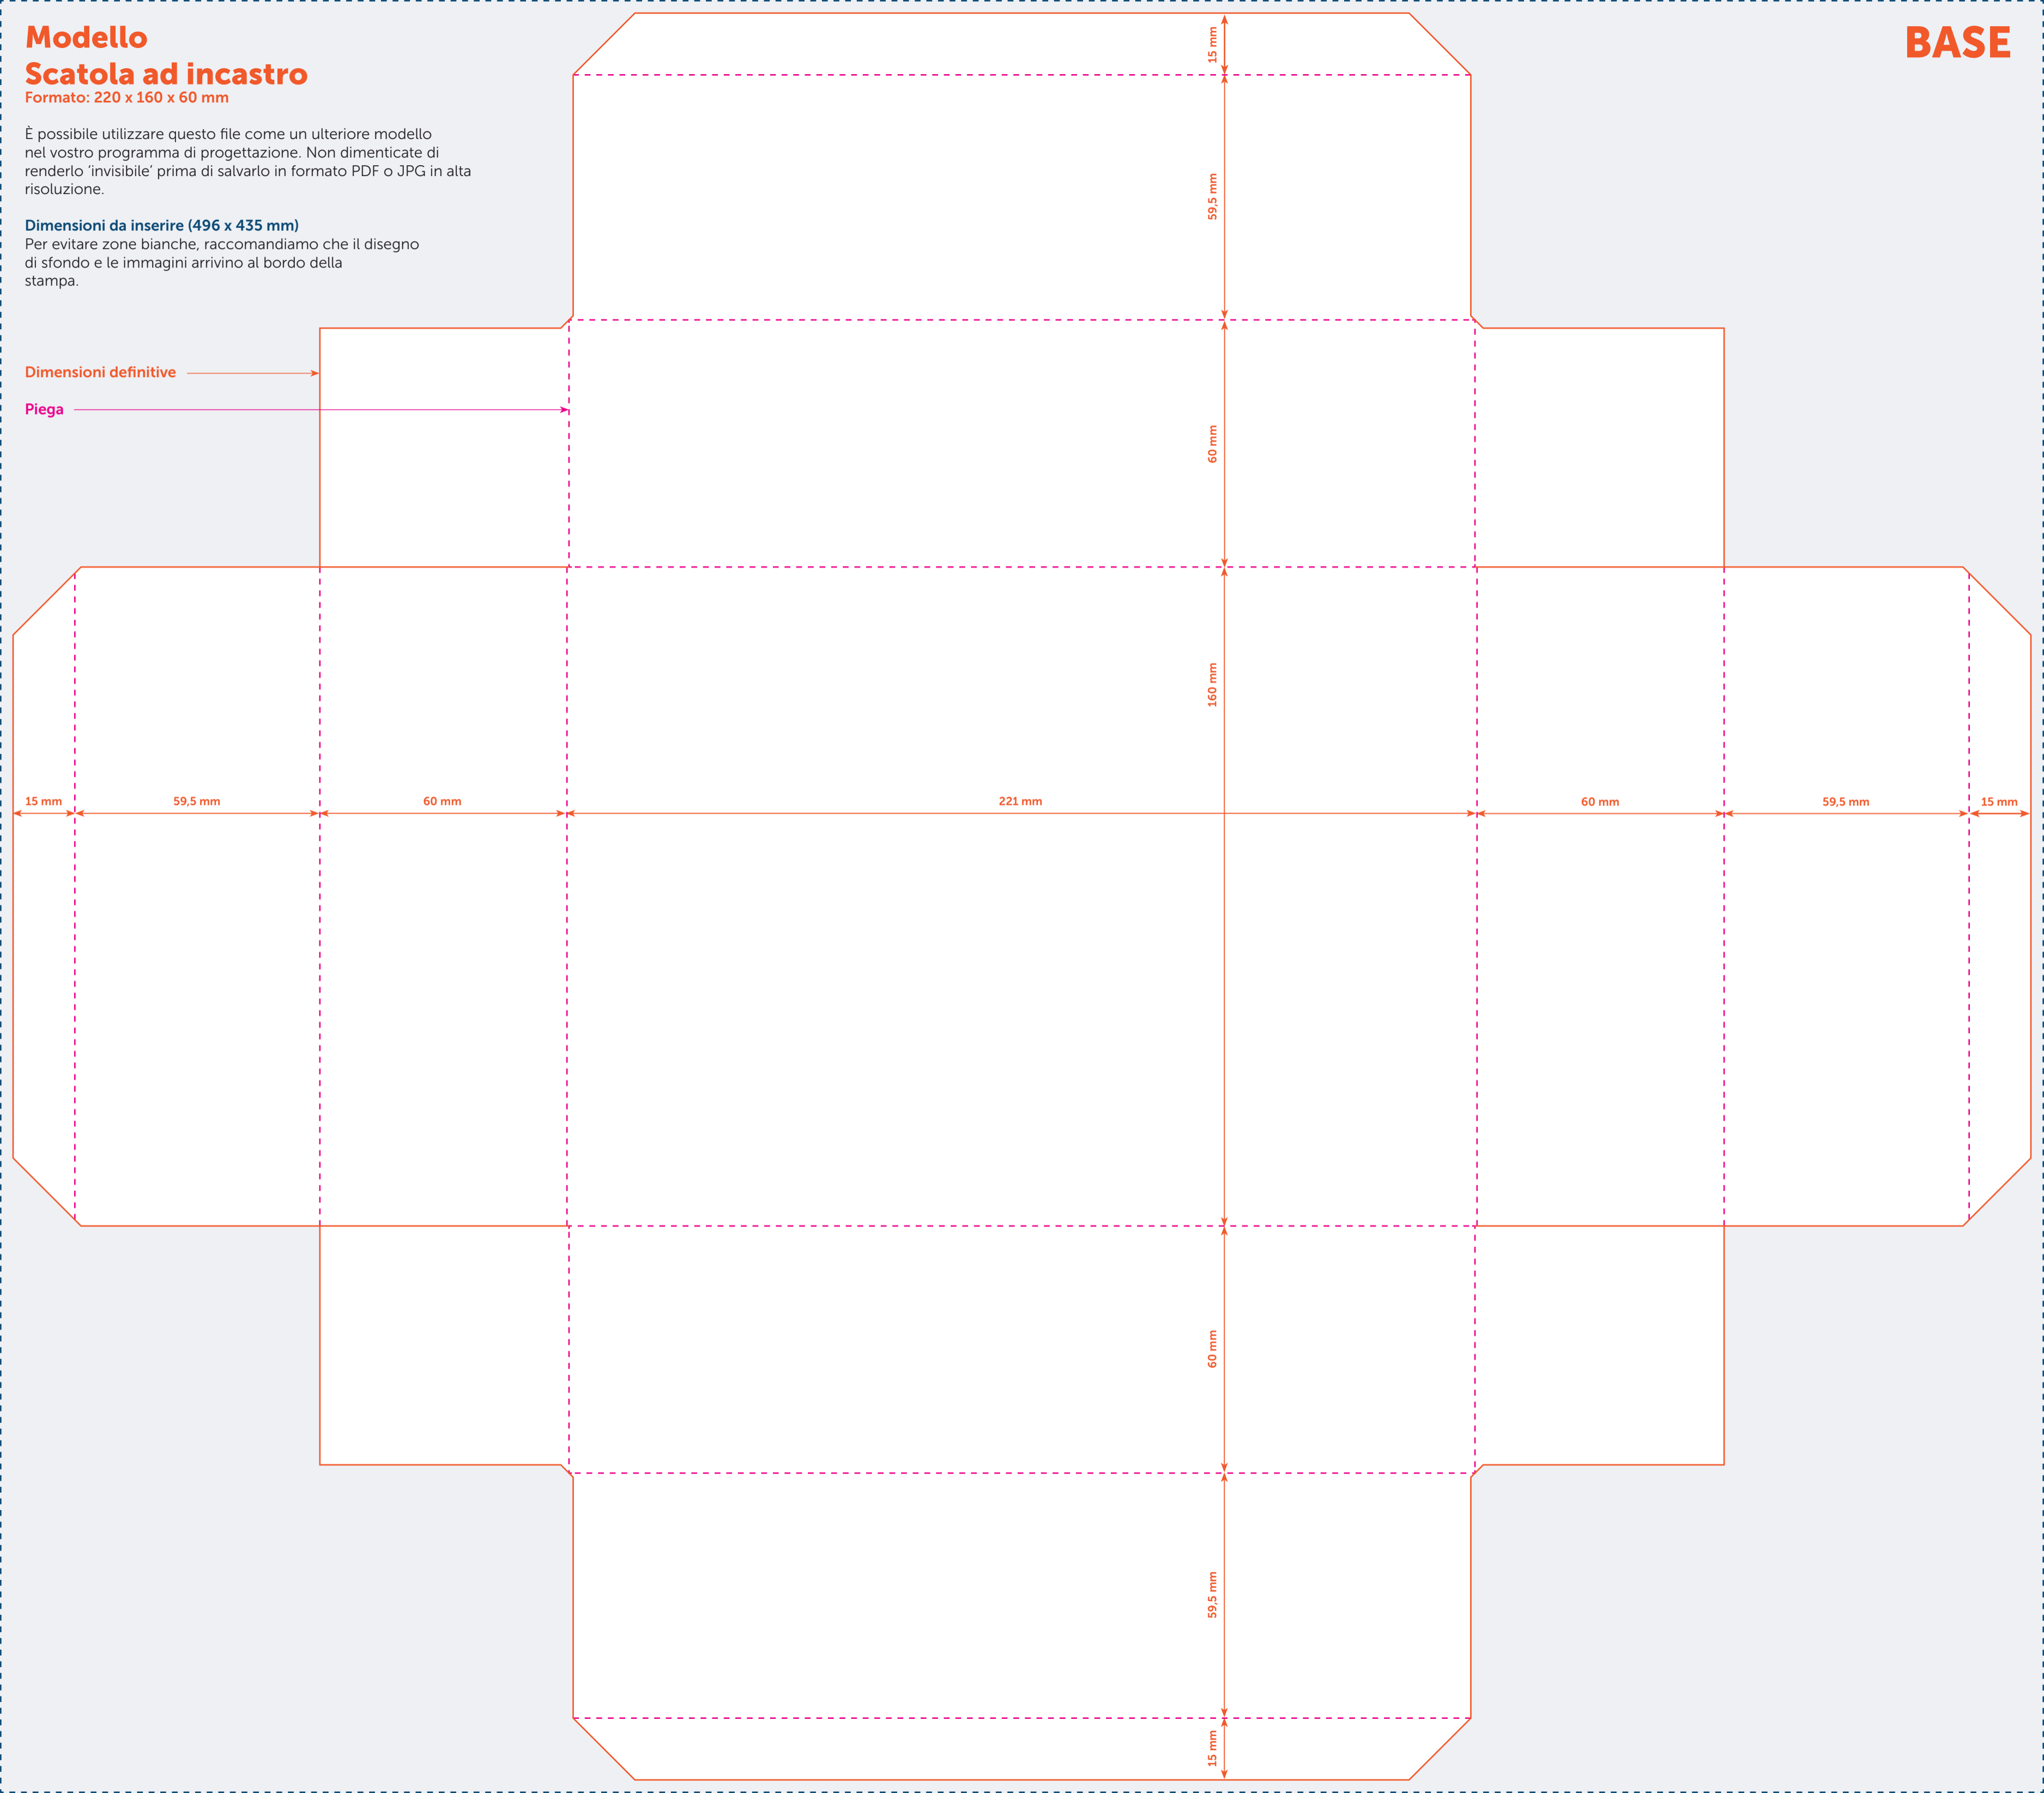 Modello
Scatola ad incastro
Formato: 220 x 160 x 60 mm
BASE
È possibile utilizzare questo file come un ulteriore modello
nel vostro programma di progettazione. Non dimenticate di
renderlo ‘invisibile’ prima di salvarlo in formato PDF o JPG in alta
risoluzione.
Dimensioni da inserire (496 x 435 mm)
Per evitare zone bianche, raccomandiamo che il disegno
di sfondo e le immagini arrivino al bordo della
stampa.
Dimensioni definitive
Piega
15 mm
59,5 mm
60 mm
160 mm
15 mm
59,5 mm
60 mm
221 mm
60 mm
59,5 mm
15 mm
60 mm
59,5 mm
15 mm